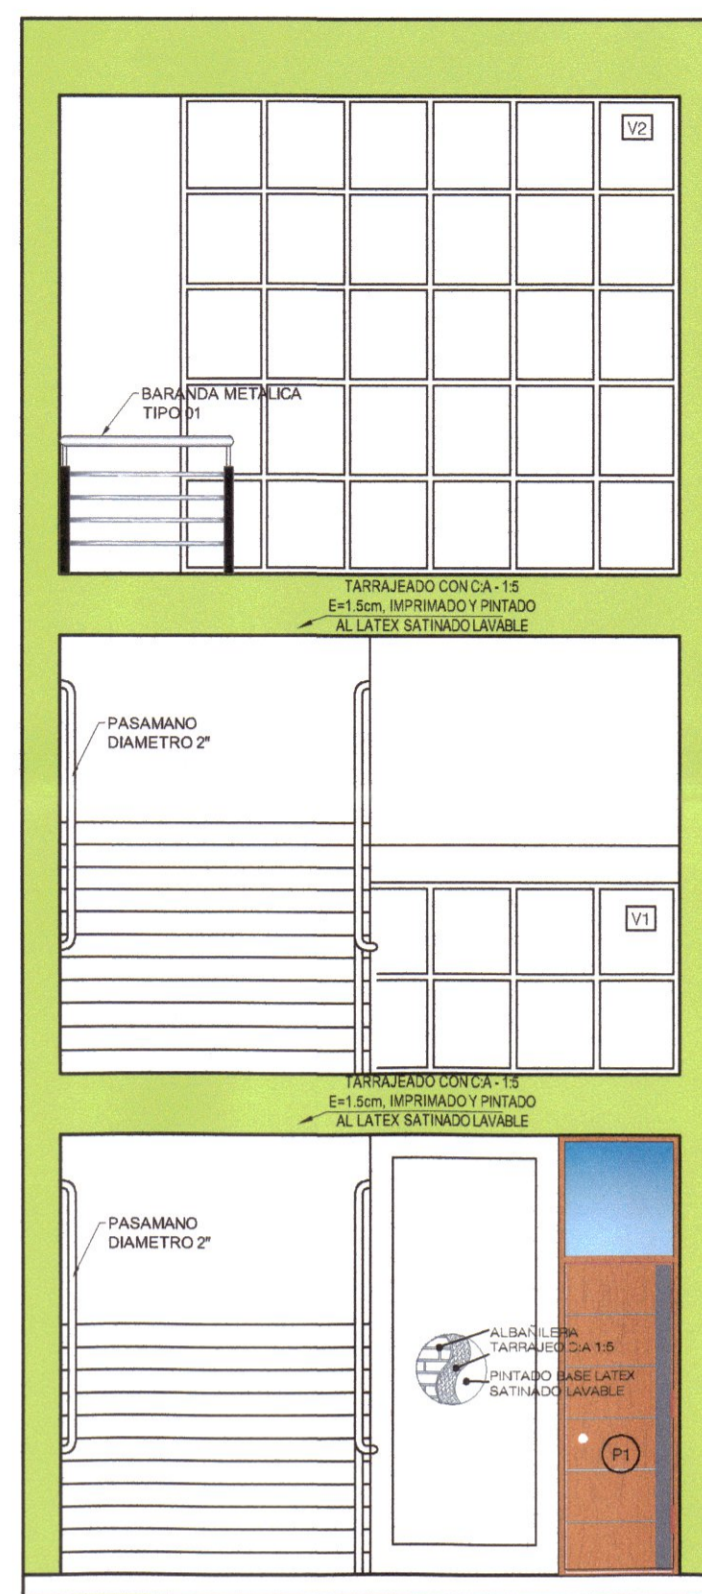 V2
BARANDA METALICA
TIPO 01
TARRAJEADO CON C:A - 1:5
E=1.5cm, IMPRIMADO Y PINTADO
AL LATEX SATINADO LAVABLE
PASAMANO
DIAMETRO 2"
V1
TARRAJEADO CON C:A - 1:5
E=1.5cm, IMPRIMADO Y PINTADO
AL LATEX SATINADO LAVABLE
PASAMANO
DIAMETRO 2"
ALBAÑILERIA
TARRAJEO C:A 1:5
PINTADO BASE LATEX
SATINADO LAVABLE
P1